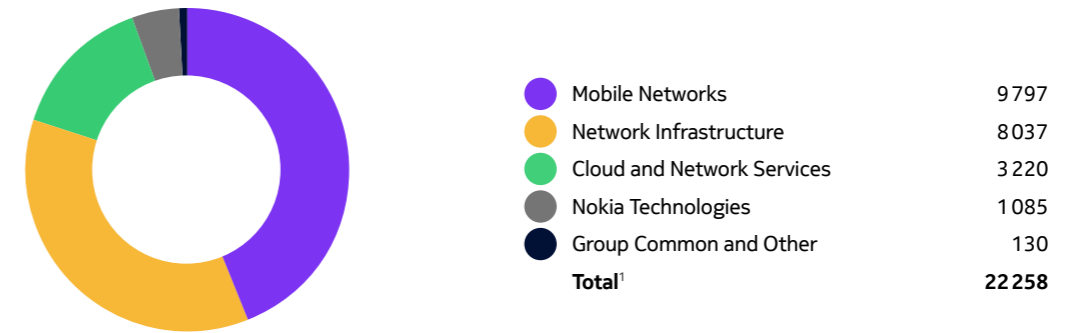 Mobile Networks 9 797
Network Infrastructure 8 037
Cloud and Network Services 3 220
Nokia Technologies 1 085
Group Common and Other 130
Total¹ 22 258